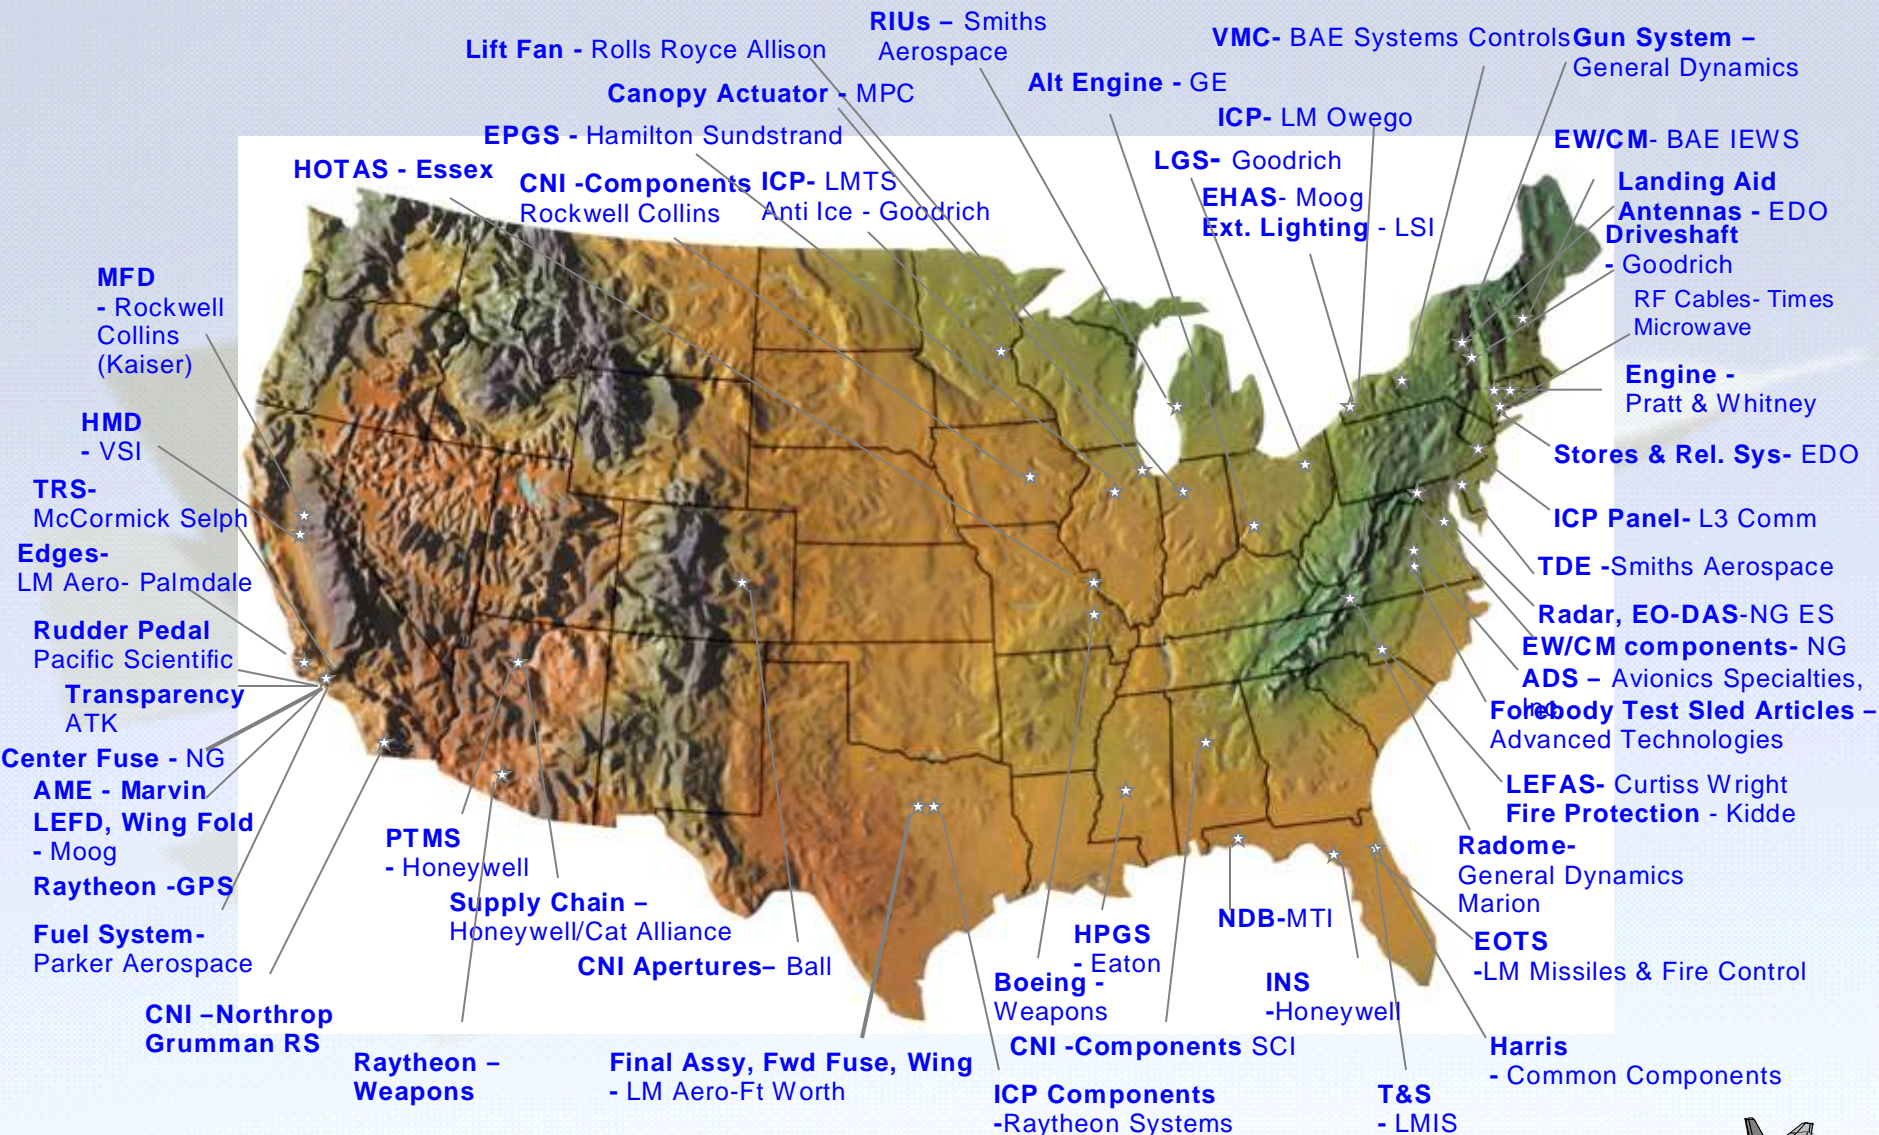 RIUs – Smiths
Aerospace
Lift Fan - Rolls Royce Allison
VMC- BAE Systems Controls
Gun System –
General Dynamics
Canopy Actuator - MPC
Alt Engine - GE
ICP- LM Owego
EPGS - Hamilton Sundstrand
EW/CM- BAE IEWS
HOTAS - Essex
CNI -Components
Rockwell Collins
ICP- LMTS
Anti Ice - Goodrich
LGS- Goodrich
EHAS- Moog
Ext. Lighting - LSI
Landing Aid
Antennas - EDO
Driveshaft
- Goodrich
RF Cables- Times
Microwave
Engine -
Pratt & Whitney
Stores & Rel. Sys- EDO
ICP Panel- L3 Comm
TDE -Smiths Aerospace
Radar, EO-DAS-NG ES
EW/CM components- NG
ADS – Avionics Specialties,
Inc.
Forebody Test Sled Articles –
Advanced Technologies
LEFAS- Curtiss Wright
Fire Protection - Kidde
Radome-
General Dynamics
Marion
EOTS
-LM Missiles & Fire Control
Harris
- Common Components
T&S
- LMIS
MFD
- Rockwell
Collins
(Kaiser)
HMD
- VSI
TRS-
McCormick Selph
Edges-
LM Aero- Palmdale
Rudder Pedal
Pacific Scientific
Transparency
ATK
Center Fuse - NG
AME - Marvin
LEFD, Wing Fold
- Moog
Raytheon -GPS
Fuel System-
Parker Aerospace
CNI –Northrop
Grumman RS
PTMS
- Honeywell
Supply Chain –
Honeywell/Cat Alliance
CNI Apertures– Ball
Raytheon –
Weapons
Final Assy, Fwd Fuse, Wing
- LM Aero-Ft Worth
HPGS
- Eaton
Boeing -
Weapons
NDB-MTI
INS
-Honeywell
CNI -Components SCI
ICP Components
-Raytheon Systems